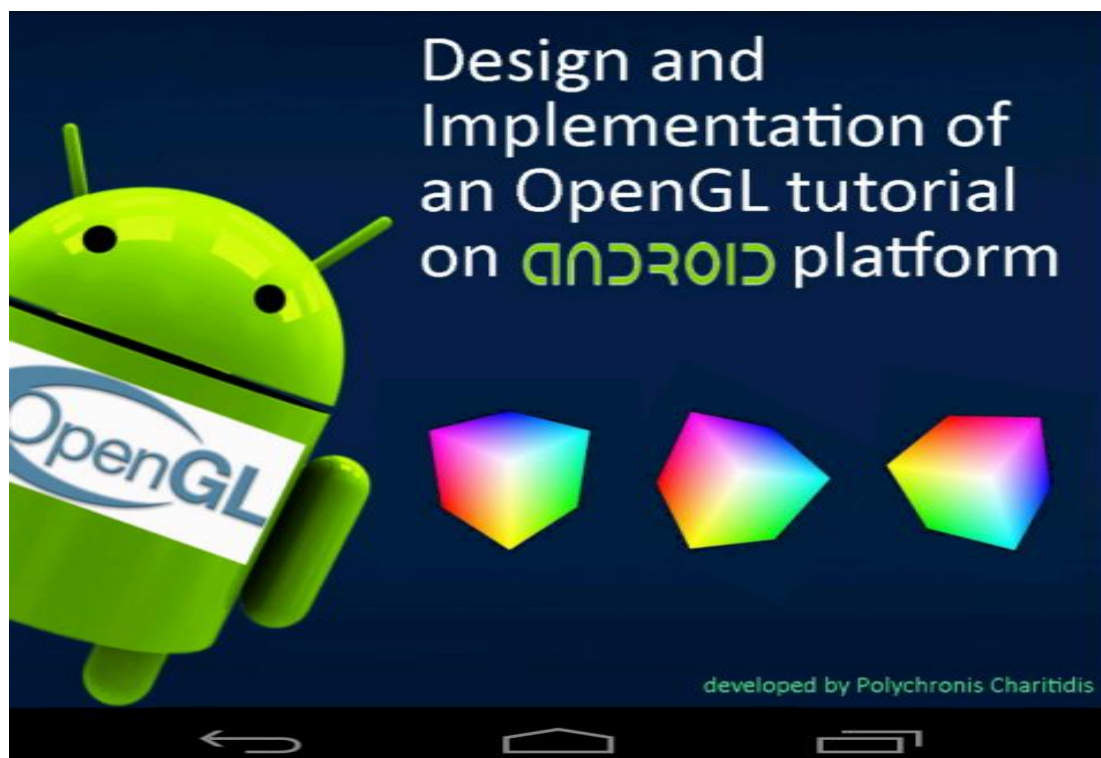 Design and
Implementation of
an OpenGL tutorial
on ANDROID platform
OpenGL
developed by Polychronis Charitidis